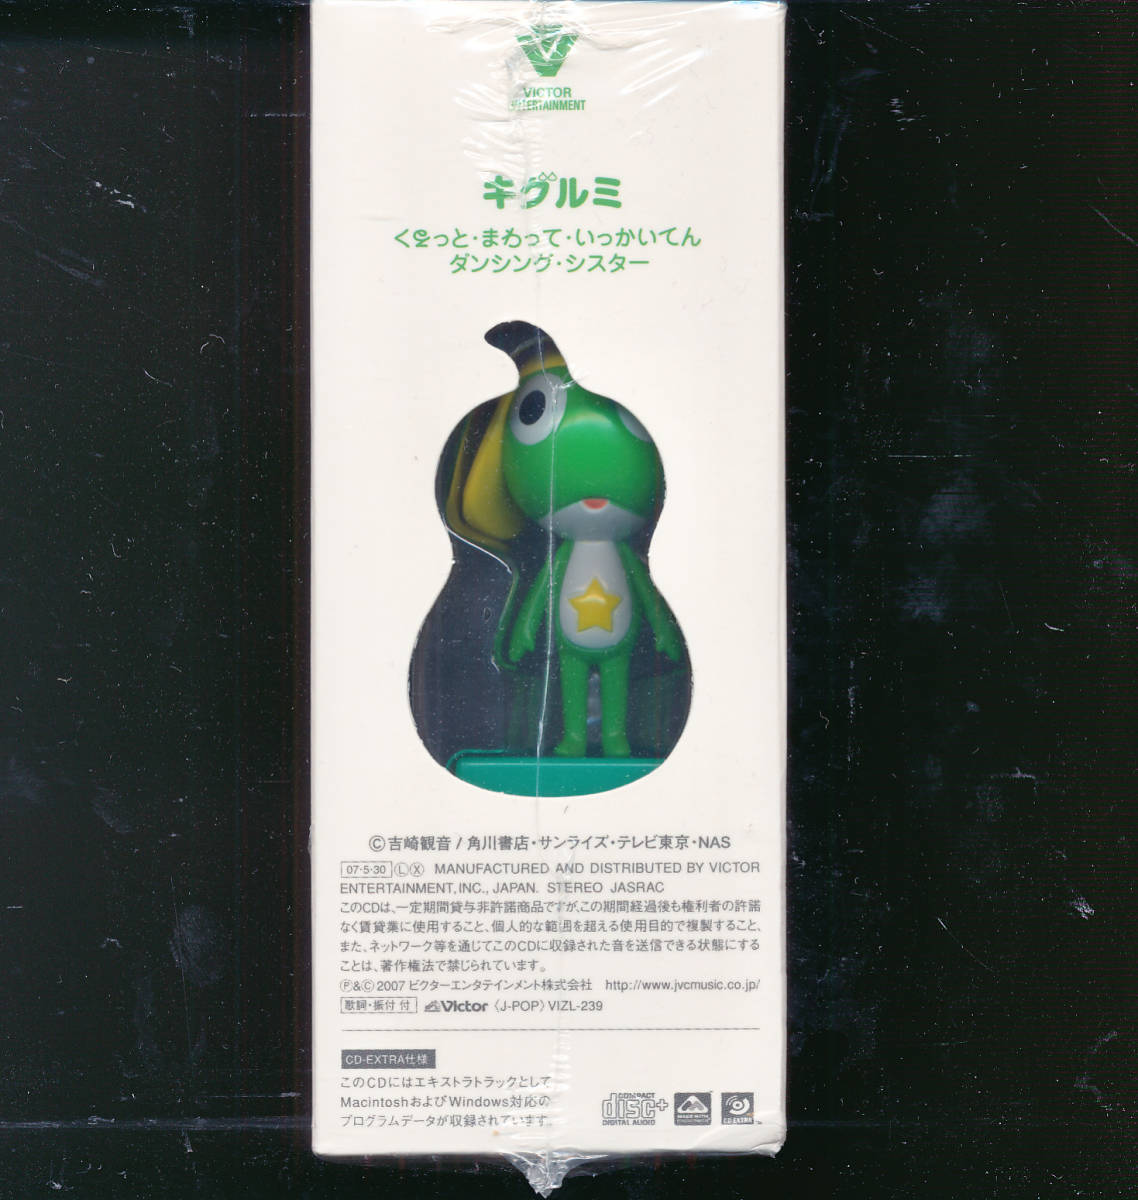 VICTOR
ENTERTAINMENT
キグルミ
くるっと・まわって・いっかいてん
ダンシング・シスター
©吉崎観音/角川書店・サンライズ・テレビ東京・NAS
07・5・30 Ⓛ Ⓧ MANUFACTURED AND DISTRIBUTED BY VICTOR
ENTERTAINMENT, INC., JAPAN. STEREO JASRAC
このCDは、一定期間貸与非許諾商品ですが、この期間経過後も権利者の許諾
なく賃貸業に使用すること、個人的な範囲を超える使用目的で複製すること、
また、ネットワーク等を通じてこのCDに収録された音を送信できる状態にする
ことは、著作権法で禁じられています。
Ⓟ&©2007 ビクターエンタテインメント株式会社 http://www.jvcmusic.co.jp/
歌詞・振付 付 Victor 〈J-POP〉VIZL-239
CD-EXTRA仕様
このCDにはエキストラトラックとして
MacintoshおよびWindows対応の
プログラムデータが収録されています。
COMPACT
disc+
DIGITAL AUDIO
MADE WITH
CD EXTRA